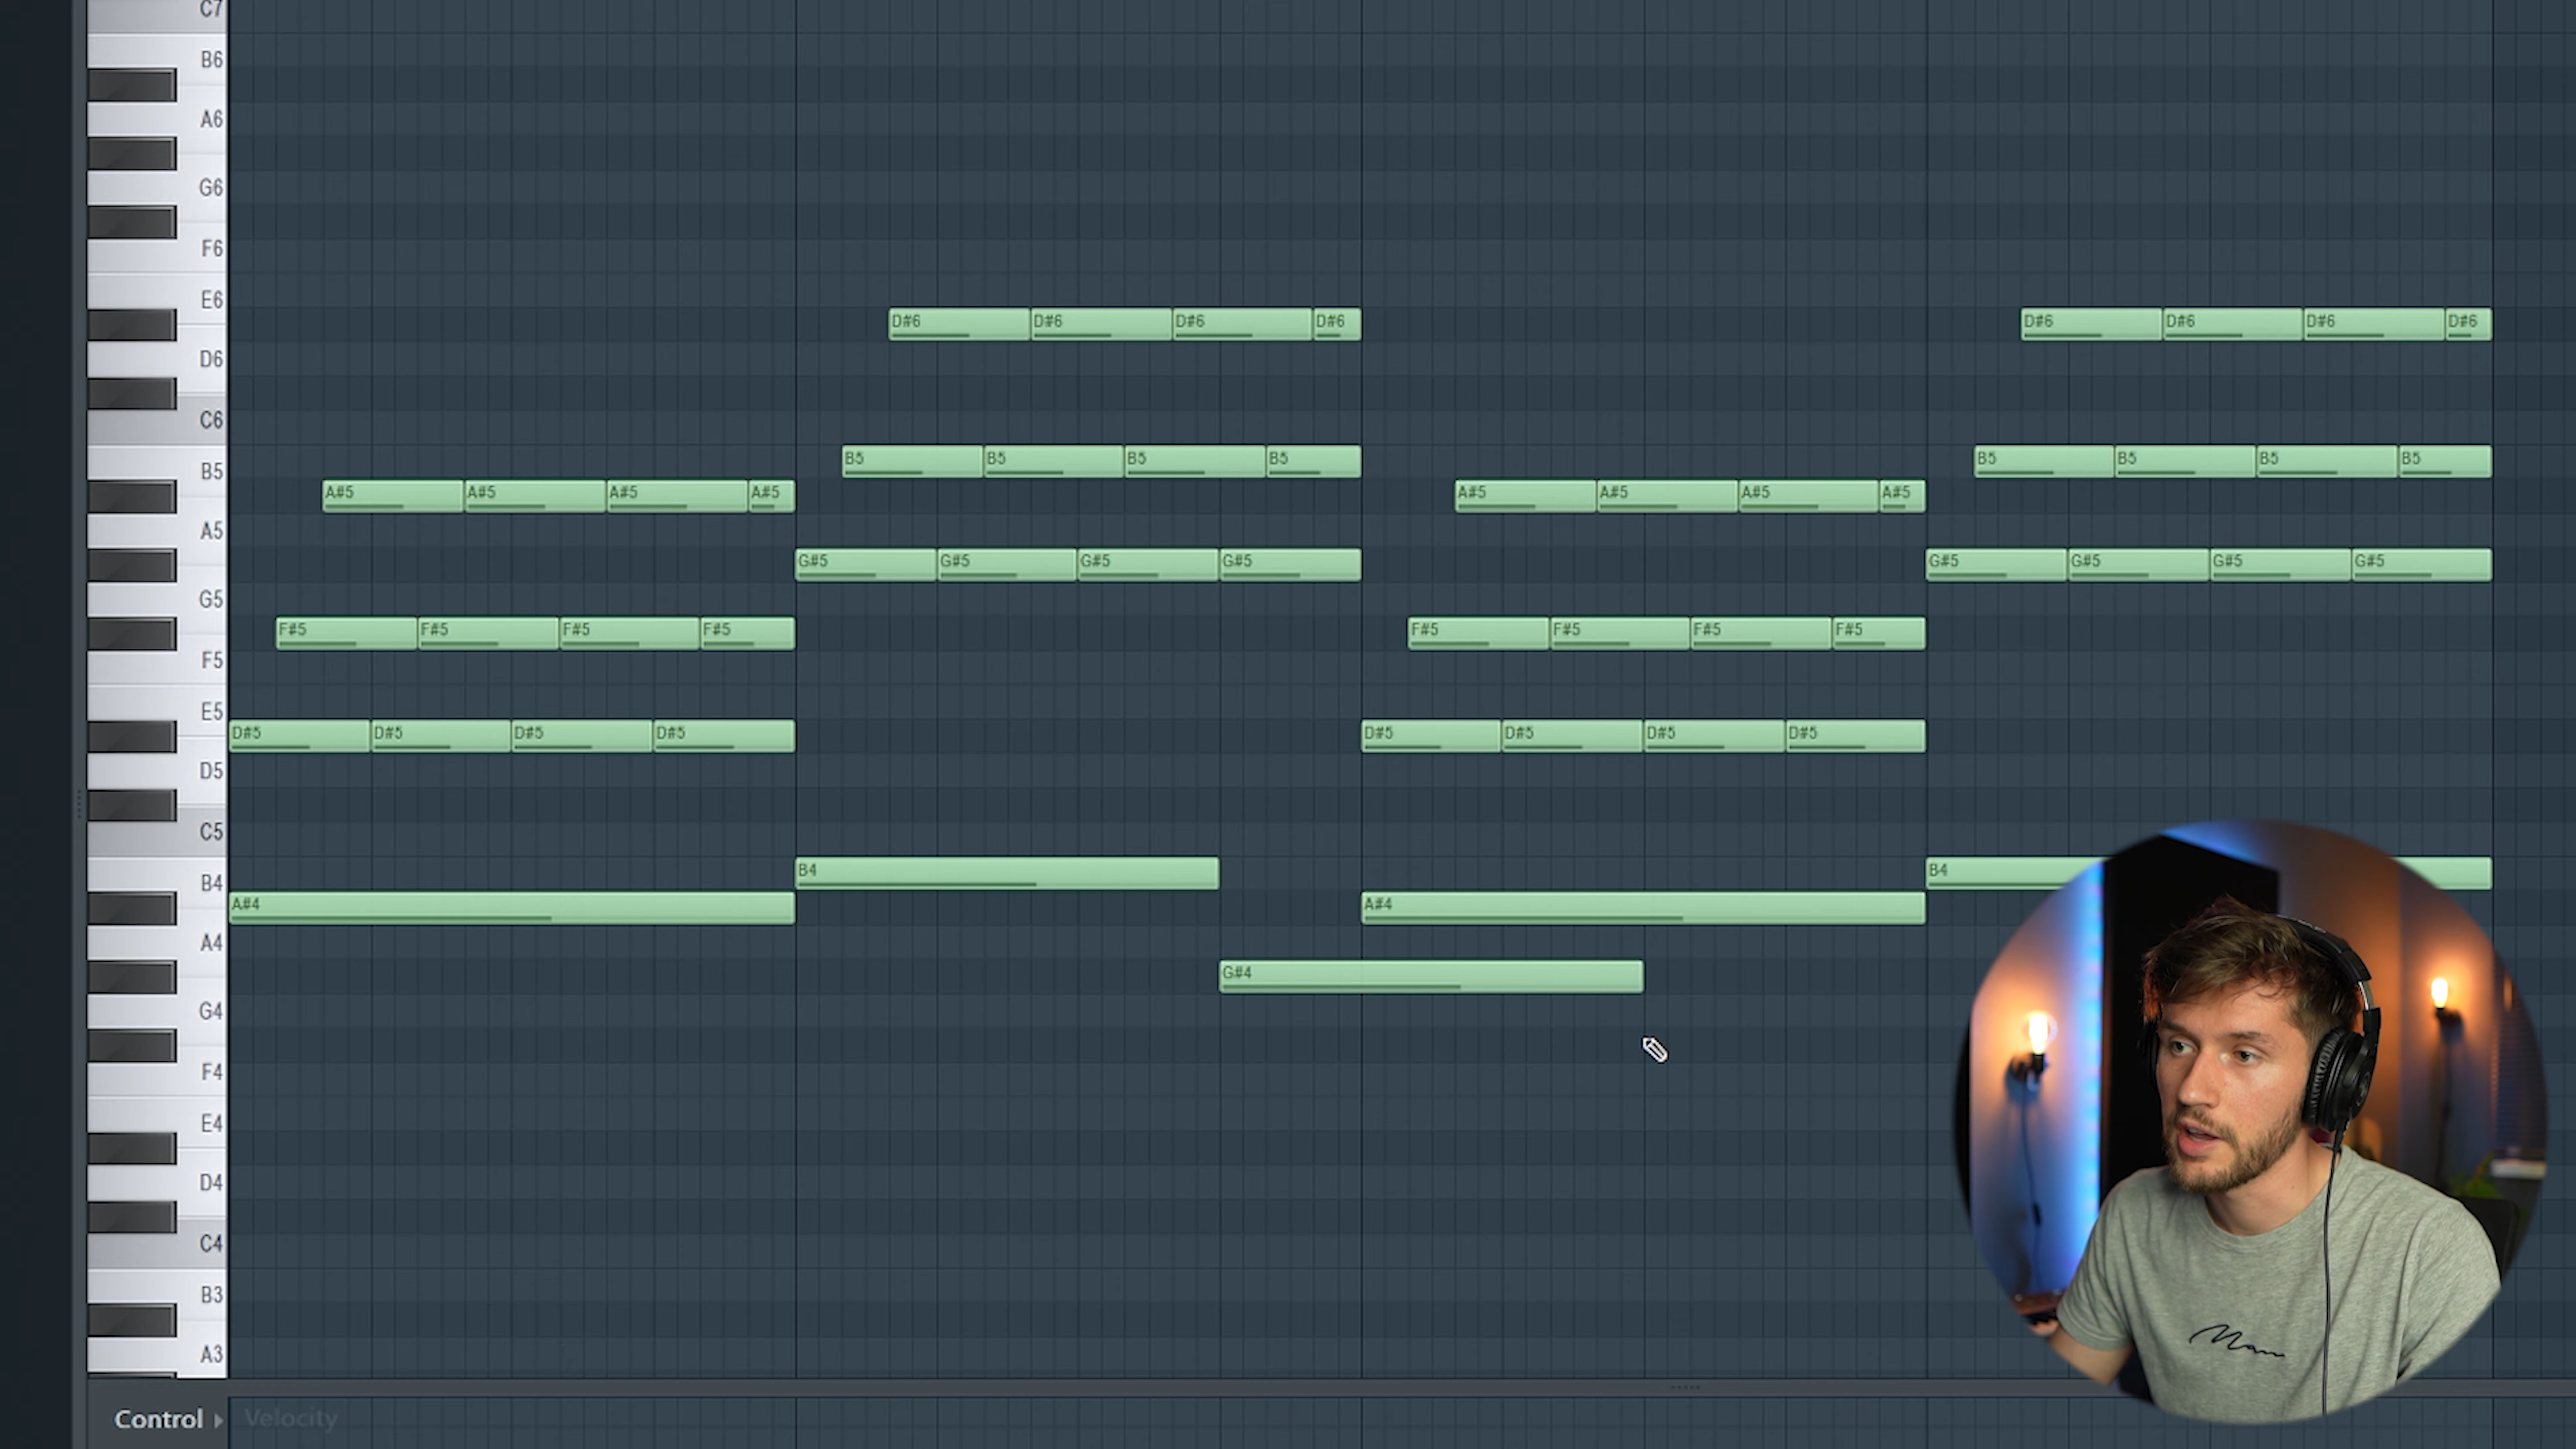 C7
B6
A6
G6
F6
E6
D#6 D#6 D#6 D#6 D#6 D#6 D#6 D#6
D6
C6
B5 B5 B5 B5 B5 B5 B5 B5
B5
A#5 A#5 A#5 A#5 A#5 A#5 A#5 A#5
A5
G#5 G#5 G#5 G#5 G#5 G#5 G#5 G#5
G5
F#5 F#5 F#5 F#5 F#5 F#5 F#5 F#5
F5
E5
D#5 D#5 D#5 D#5 D#5 D#5 D#5 D#5
D5
C5
B4 B4
B4
A#4 A#4
A4
G#4
G4
F4
E4
D4
C4
B3
A3
Control Velocity